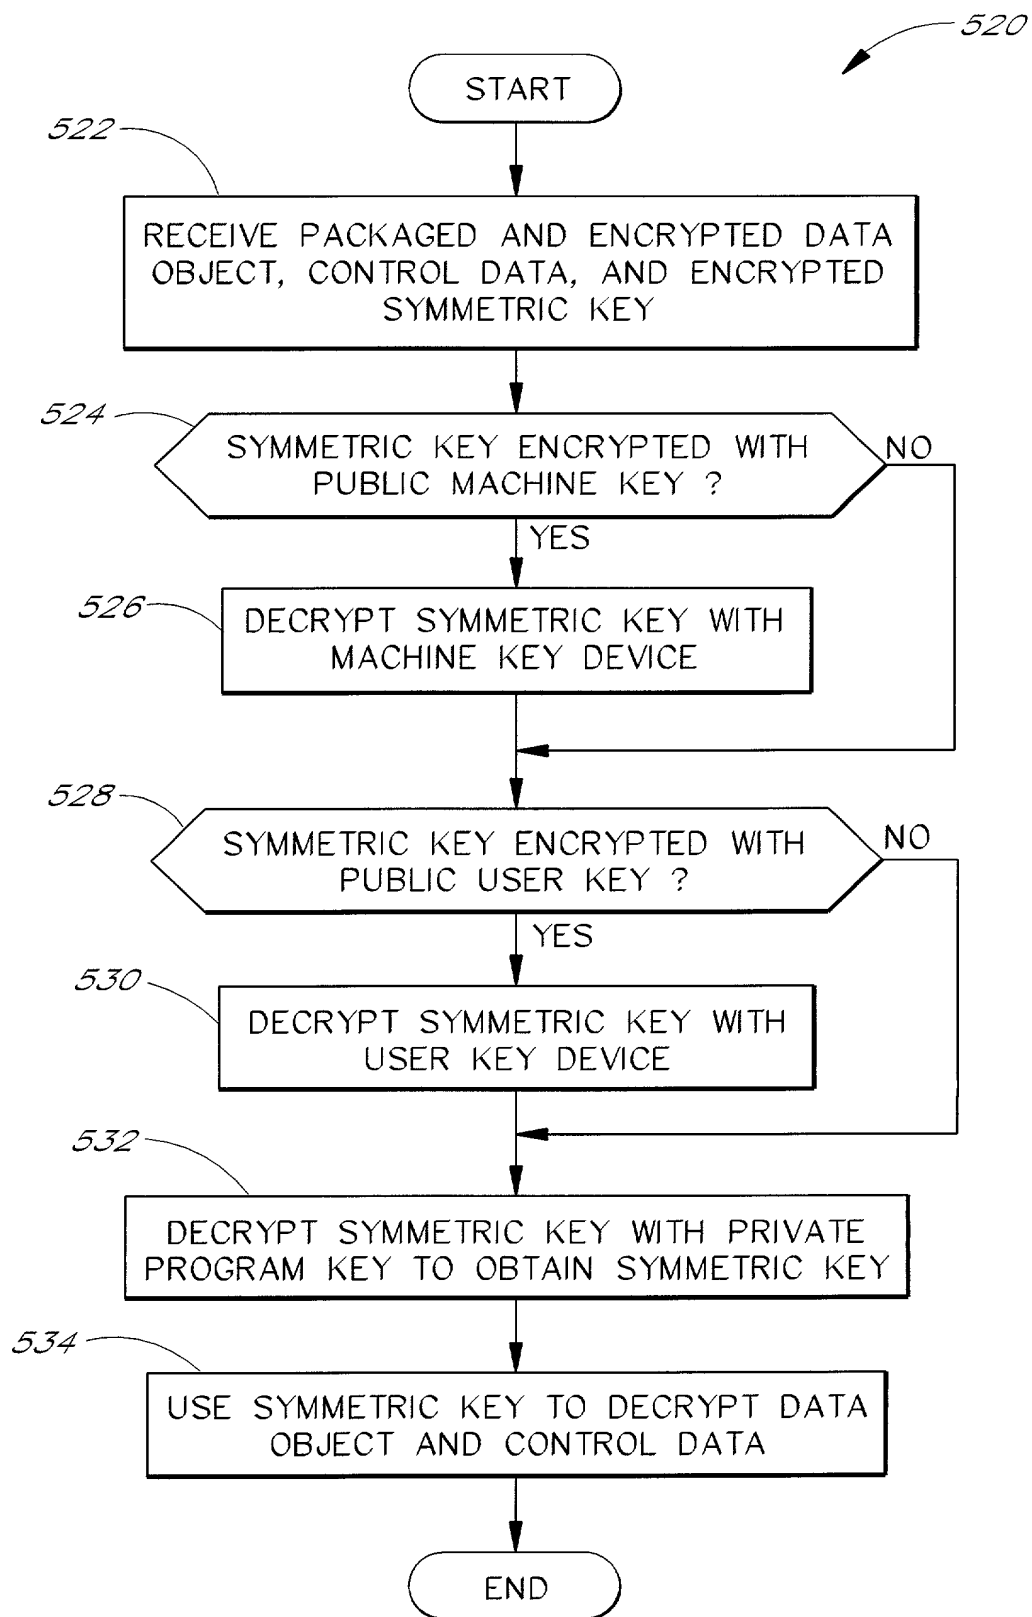 520
START
522
RECEIVE PACKAGED AND ENCRYPTED DATA
OBJECT, CONTROL DATA, AND ENCRYPTED
SYMMETRIC KEY
524
SYMMETRIC KEY ENCRYPTED WITH
PUBLIC MACHINE KEY ?
NO
YES
526
DECRYPT SYMMETRIC KEY WITH
MACHINE KEY DEVICE
528
SYMMETRIC KEY ENCRYPTED WITH
PUBLIC USER KEY ?
NO
YES
530
DECRYPT SYMMETRIC KEY WITH
USER KEY DEVICE
532
DECRYPT SYMMETRIC KEY WITH PRIVATE
PROGRAM KEY TO OBTAIN SYMMETRIC KEY
534
USE SYMMETRIC KEY TO DECRYPT DATA
OBJECT AND CONTROL DATA
END